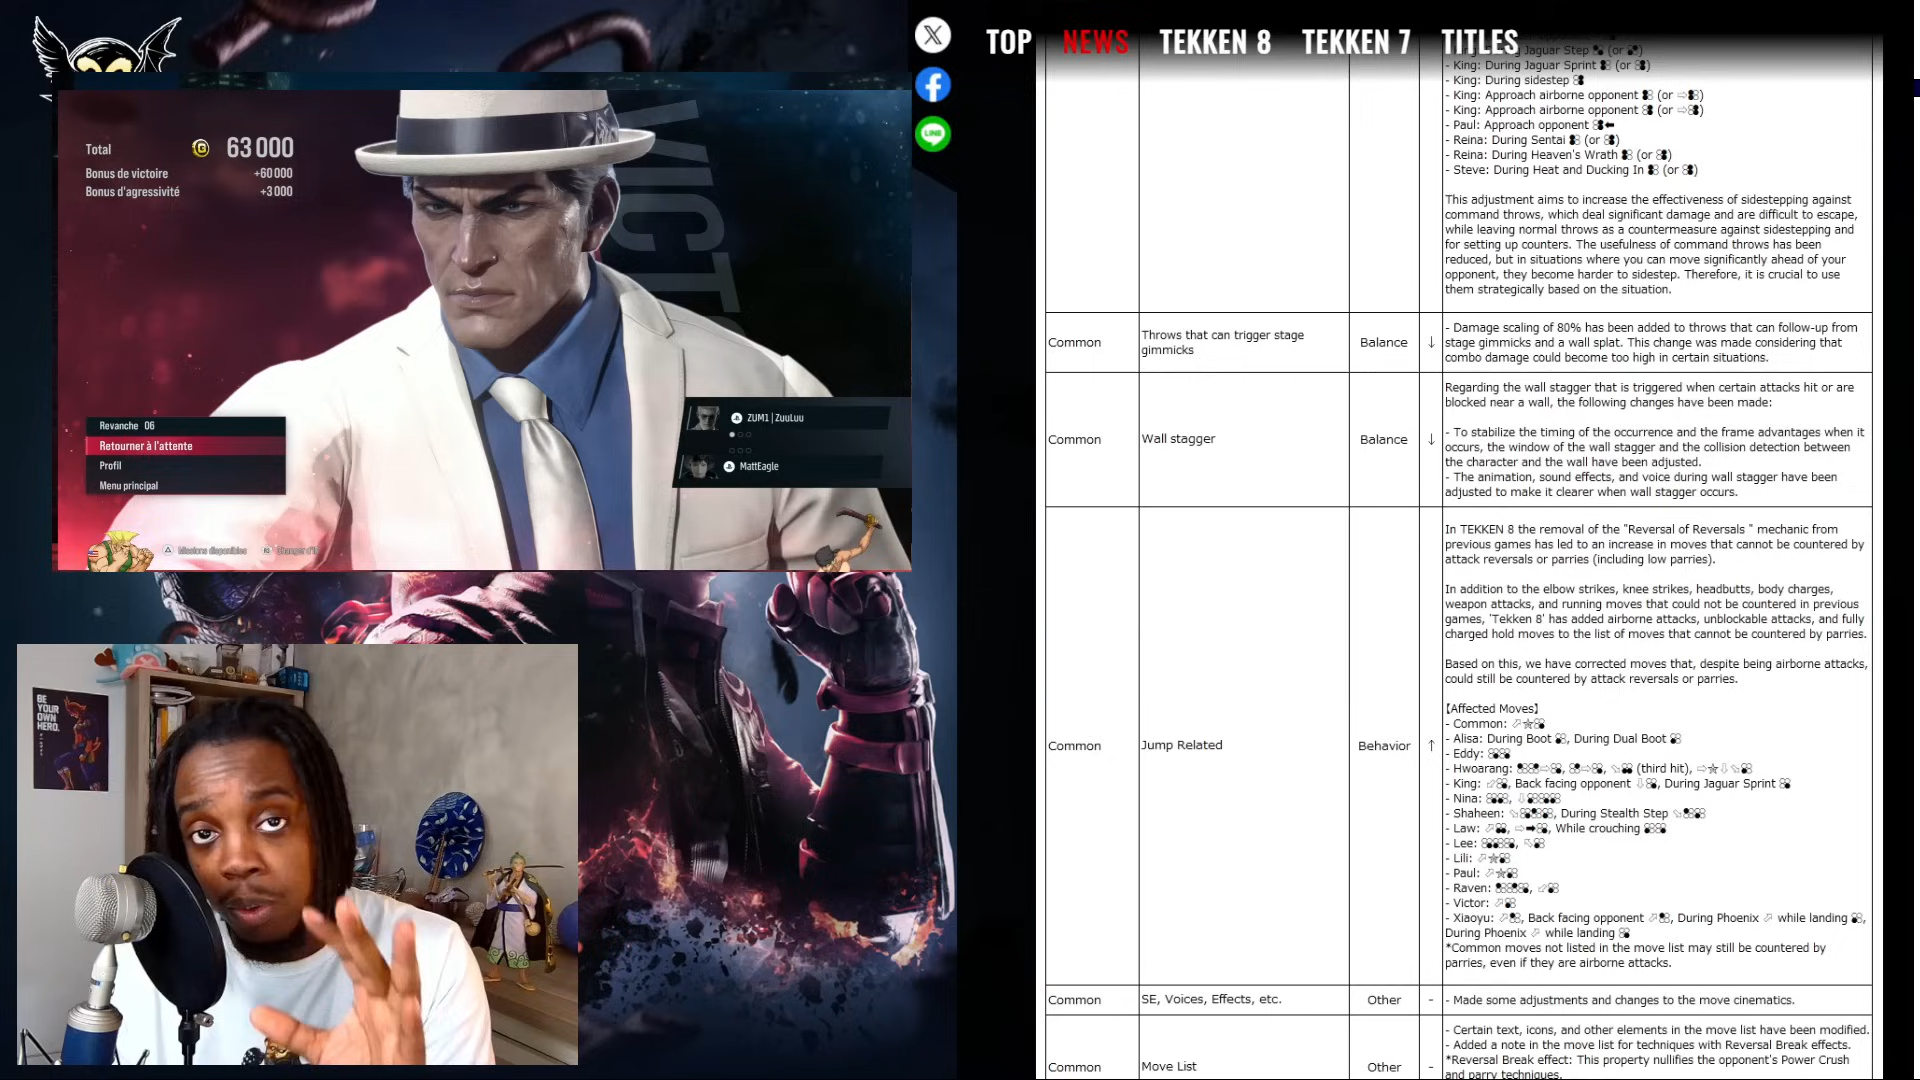 TOP NEWS TEKKEN 8 TEKKEN 7 TITLES
Total 63 000
Bonus de victoire +60 000
Bonus d'agressivité +3 000
Revanche 06
Retourner à l'attente
Profil
Menu principal
ZUM1 | ZuuLuu
MattEagle
Missions disponibles
BE
YOUR
OWN
HERO.
LINE
- King: During Jaguar Sprint (or )
- King: During sidestep
- King: Approach airborne opponent (or ⇨ )
- King: Approach airborne opponent (or ⇨ )
- Paul: Approach opponent ⬅
- Reina: During Sentai (or )
- Reina: During Heaven's Wrath (or )
- Steve: During Heat and Ducking In (or )
This adjustment aims to increase the effectiveness of sidestepping against
command throws, which deal significant damage and are difficult to escape,
while leaving normal throws as a countermeasure against sidestepping and
for setting up counters. The usefulness of command throws has been
reduced, but in situations where you can move significantly ahead of your
opponent, they become harder to sidestep. Therefore, it is crucial to use
them strategically based on the situation.
Common
Throws that can trigger stage
gimmicks
Balance
↓
- Damage scaling of 80% has been added to throws that can follow-up from
stage gimmicks and a wall splat. This change was made considering that
combo damage could become too high in certain situations.
Common
Wall stagger
Balance
↓
Regarding the wall stagger that is triggered when certain attacks hit or are
blocked near a wall, the following changes have been made:
- To stabilize the timing of the occurrence and the frame advantages when it
occurs, the window of the wall stagger and the collision detection between
the character and the wall have been adjusted.
- The animation, sound effects, and voice during wall stagger have been
adjusted to make it clearer when wall stagger occurs.
Common
Jump Related
Behavior
↑
In TEKKEN 8 the removal of the "Reversal of Reversals " mechanic from
previous games has led to an increase in moves that cannot be countered by
attack reversals or parries (including low parries).
In addition to the elbow strikes, knee strikes, headbutts, body charges,
weapon attacks, and running moves that could not be countered in previous
games, 'Tekken 8' has added airborne attacks, unblockable attacks, and fully
charged hold moves to the list of moves that cannot be countered by parries.
Based on this, we have corrected moves that, despite being airborne attacks,
could still be countered by attack reversals or parries.
【Affected Moves】
- Common: ⬀☆
- Alisa: During Boot , During Dual Boot
- Eddy:
- Hwoarang: ⇨ , ⇨ , ⬂ (third hit), ⇨☆⇩⬂
- King: ⬃ , Back facing opponent ⇩ , During Jaguar Sprint
- Nina: , ⇩
- Shaheen: ⬂ , During Stealth Step ⬂
- Law: ⬀ , ⇨➡ , While crouching
- Lee: , ⬁
- Lili: ⬀☆
- Paul: ⬀☆
- Raven: , ⬃
- Victor: ⬀
- Xiaoyu: ⬀ , Back facing opponent ⬀ , During Phoenix ⬀ while landing ,
During Phoenix ⬀ while landing
*Common moves not listed in the move list may still be countered by
parries, even if they are airborne attacks.
Common
SE, Voices, Effects, etc.
Other
-
- Made some adjustments and changes to the move cinematics.
Common
Move List
Other
-
- Certain text, icons, and other elements in the move list have been modified.
- Added a note in the move list for techniques with Reversal Break effects.
*Reversal Break effect: This property nullifies the opponent's Power Crush
and parry techniques.